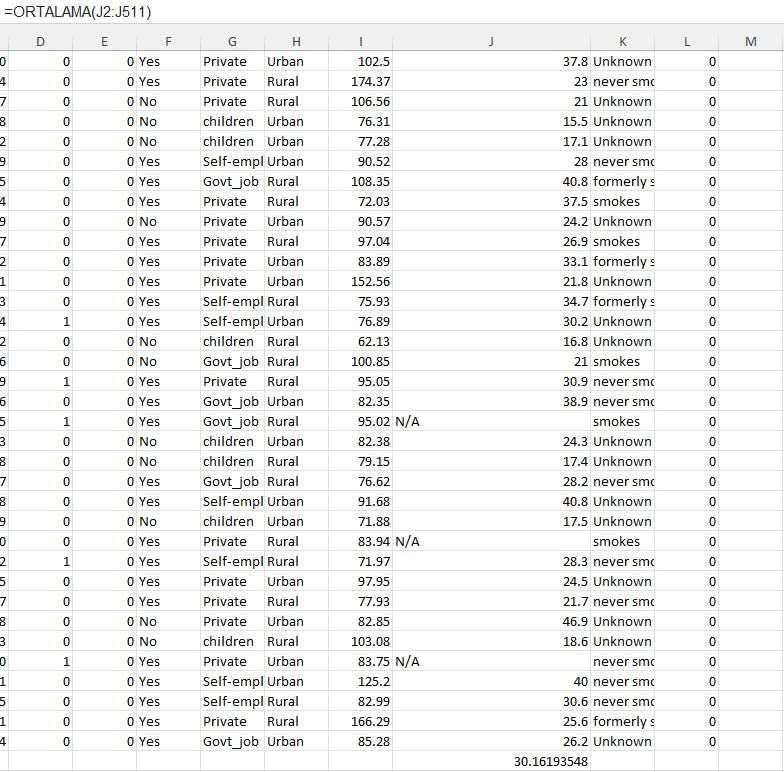 =ORTALAMA(J2:J511)
D E F G H I J K L M
0 0 0 Yes Private Urban 102.5 37.8 Unknown 0
4 0 0 Yes Private Rural 174.37 23 never smo 0
7 0 0 No Private Rural 106.56 21 Unknown 0
8 0 0 No children Urban 76.31 15.5 Unknown 0
2 0 0 No children Urban 77.28 17.1 Unknown 0
9 0 0 Yes Self-empl Urban 90.52 28 never smo 0
5 0 0 Yes Govt_job Rural 108.35 40.8 formerly s 0
4 0 0 Yes Private Rural 72.03 37.5 smokes 0
9 0 0 No Private Urban 90.57 24.2 Unknown 0
7 0 0 Yes Private Rural 97.04 26.9 smokes 0
2 0 0 Yes Private Urban 83.89 33.1 formerly s 0
1 0 0 Yes Private Urban 152.56 21.8 Unknown 0
3 0 0 Yes Self-empl Rural 75.93 34.7 formerly s 0
4 1 0 Yes Self-empl Urban 76.89 30.2 Unknown 0
2 0 0 No children Rural 62.13 16.8 Unknown 0
6 0 0 No Govt_job Rural 100.85 21 smokes 0
9 1 0 Yes Private Rural 95.05 30.9 never smo 0
6 0 0 Yes Govt_job Urban 82.35 38.9 never smo 0
5 1 0 Yes Govt_job Rural 95.02 N/A smokes 0
3 0 0 No children Urban 82.38 24.3 Unknown 0
8 0 0 No children Rural 79.15 17.4 Unknown 0
7 0 0 Yes Govt_job Rural 76.62 28.2 never smo 0
8 0 0 Yes Self-empl Urban 91.68 40.8 Unknown 0
9 0 0 No children Urban 71.88 17.5 Unknown 0
0 0 0 Yes Private Rural 83.94 N/A smokes 0
2 1 0 Yes Self-empl Rural 71.97 28.3 never smo 0
5 0 0 Yes Private Urban 97.95 24.5 Unknown 0
7 0 0 Yes Private Rural 77.93 21.7 never smo 0
8 0 0 No Private Urban 82.85 46.9 Unknown 0
3 0 0 No children Rural 103.08 18.6 Unknown 0
0 1 0 Yes Private Urban 83.75 N/A never smo 0
1 0 0 Yes Self-empl Urban 125.2 40 never smo 0
5 0 0 Yes Self-empl Rural 82.99 30.6 never smo 0
1 0 0 Yes Private Rural 166.29 25.6 formerly s 0
4 0 0 Yes Govt_job Urban 85.28 26.2 Unknown 0
30.16193548